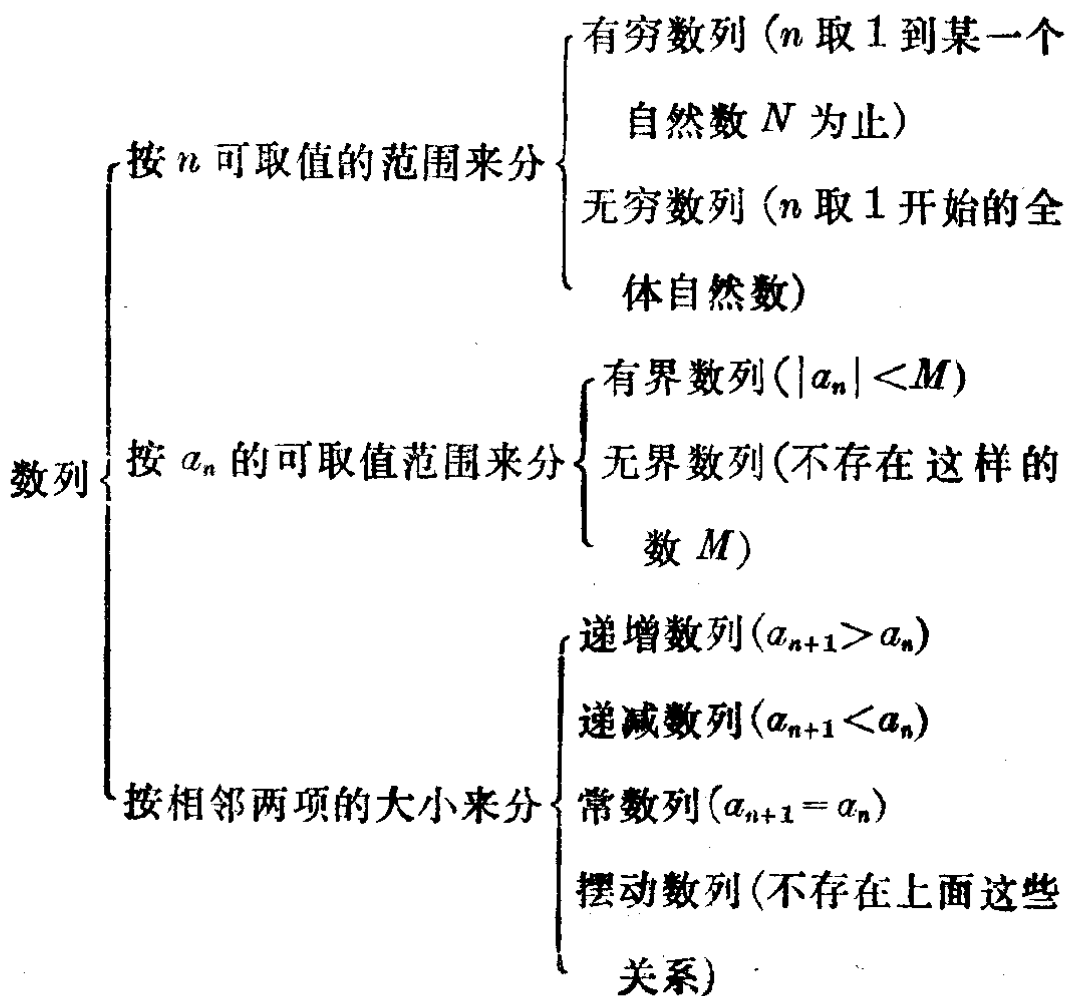 有穷数列 (n 取 1 到某一个
自然数 N 为止)
按 n 可取值的范围来分
无穷数列 (n 取 1 开始的全
体自然数)
有界数列(|aₙ|<M)
数列
按 aₙ 的可取值范围来分
无界数列(不存在这样的
数 M)
递增数列(aₙ₊₁>aₙ)
递减数列(aₙ₊₁<aₙ)
按相邻两项的大小来分
常数列(aₙ₊₁=aₙ)
摆动数列(不存在上面这些
关系)